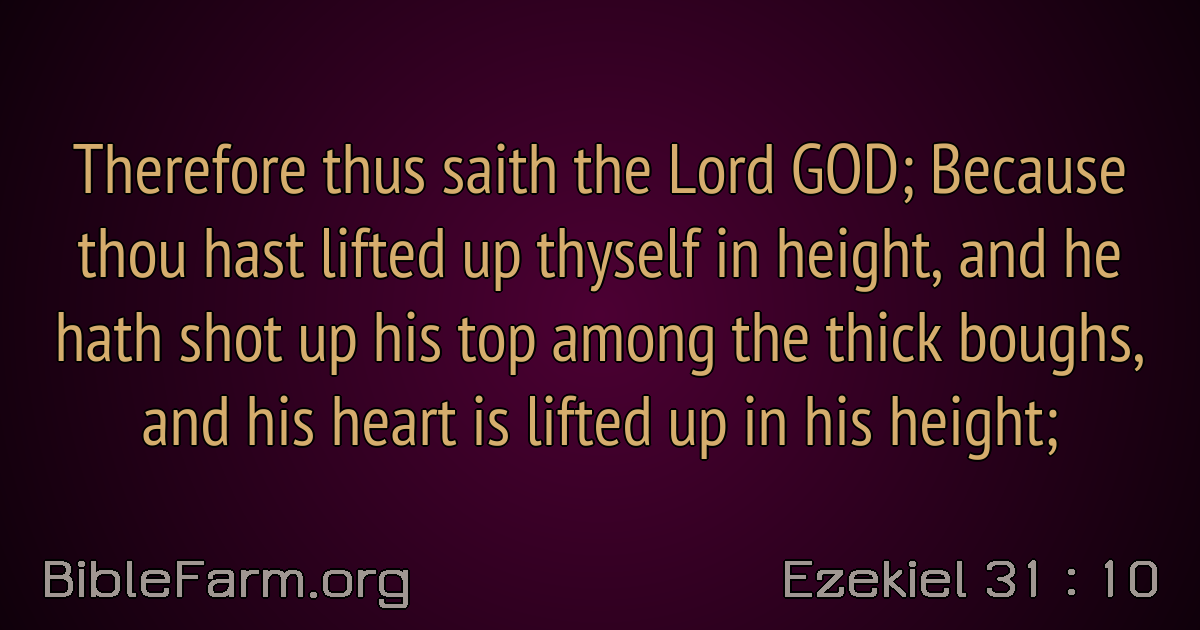 Therefore thus saith the Lord GOD; Because
thou hast lifted up thyself in height, and he
hath shot up his top among the thick boughs,
and his heart is lifted up in his height;
BibleFarm.org
Ezekiel 31 : 10